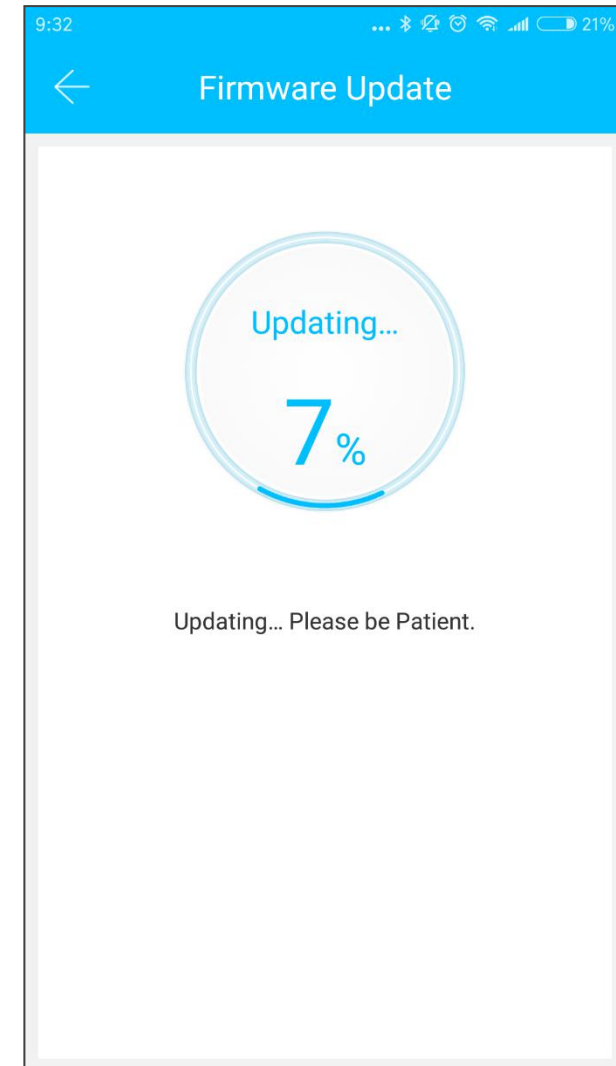 9:32 ... 21%
Firmware Update
Updating...
7%
Updating... Please be Patient.